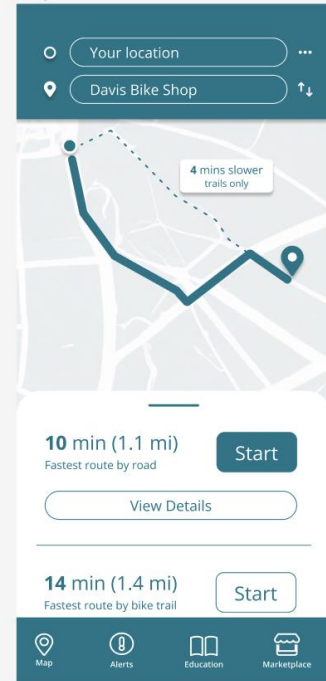 Your location
Davis Bike Shop
4 mins slower
trails only
10 min (1.1 mi)
Fastest route by road
Start
View Details
14 min (1.4 mi)
Fastest route by bike trail
Start
Map
Alerts
Education
Marketplace